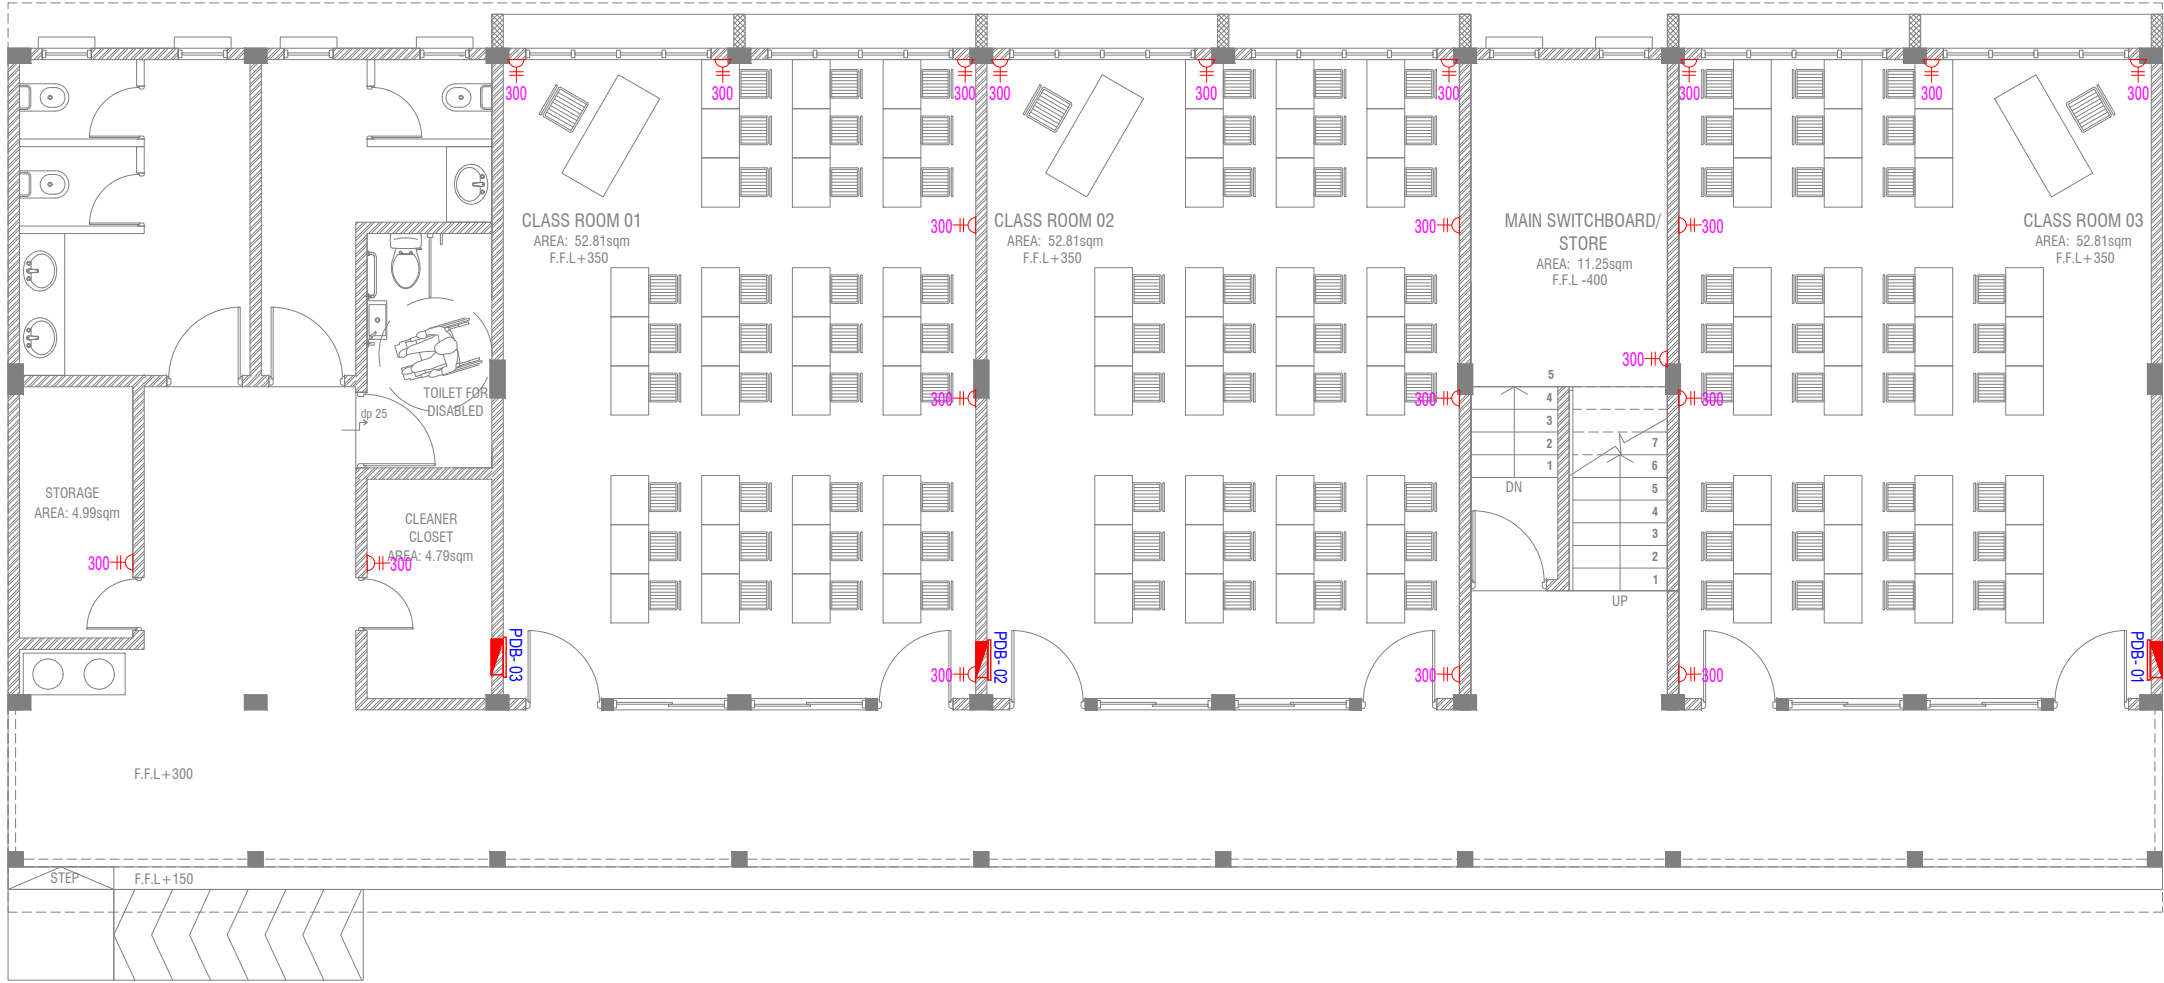 300
300
300
300
300
300
300
300
300
CLASS ROOM 01
AREA: 52.81sqm
F.F.L+350
300
CLASS ROOM 02
AREA: 52.81sqm
F.F.L+350
300
MAIN SWITCHBOARD/
STORE
AREA: 11.25sqm
F.F.L -400
300
CLASS ROOM 03
AREA: 52.81sqm
F.F.L+350
300
TOILET FOR
DISABLED
dp 25
300
300
300
5
4
3
2
1
DN
7
6
5
4
3
2
1
UP
STORAGE
AREA: 4.99sqm
300
CLEANER
CLOSET
AREA: 4.79sqm
300
PDB- 03
300
PDB- 02
300
300
PDB- 01
F.F.L+300
STEP
F.F.L+150